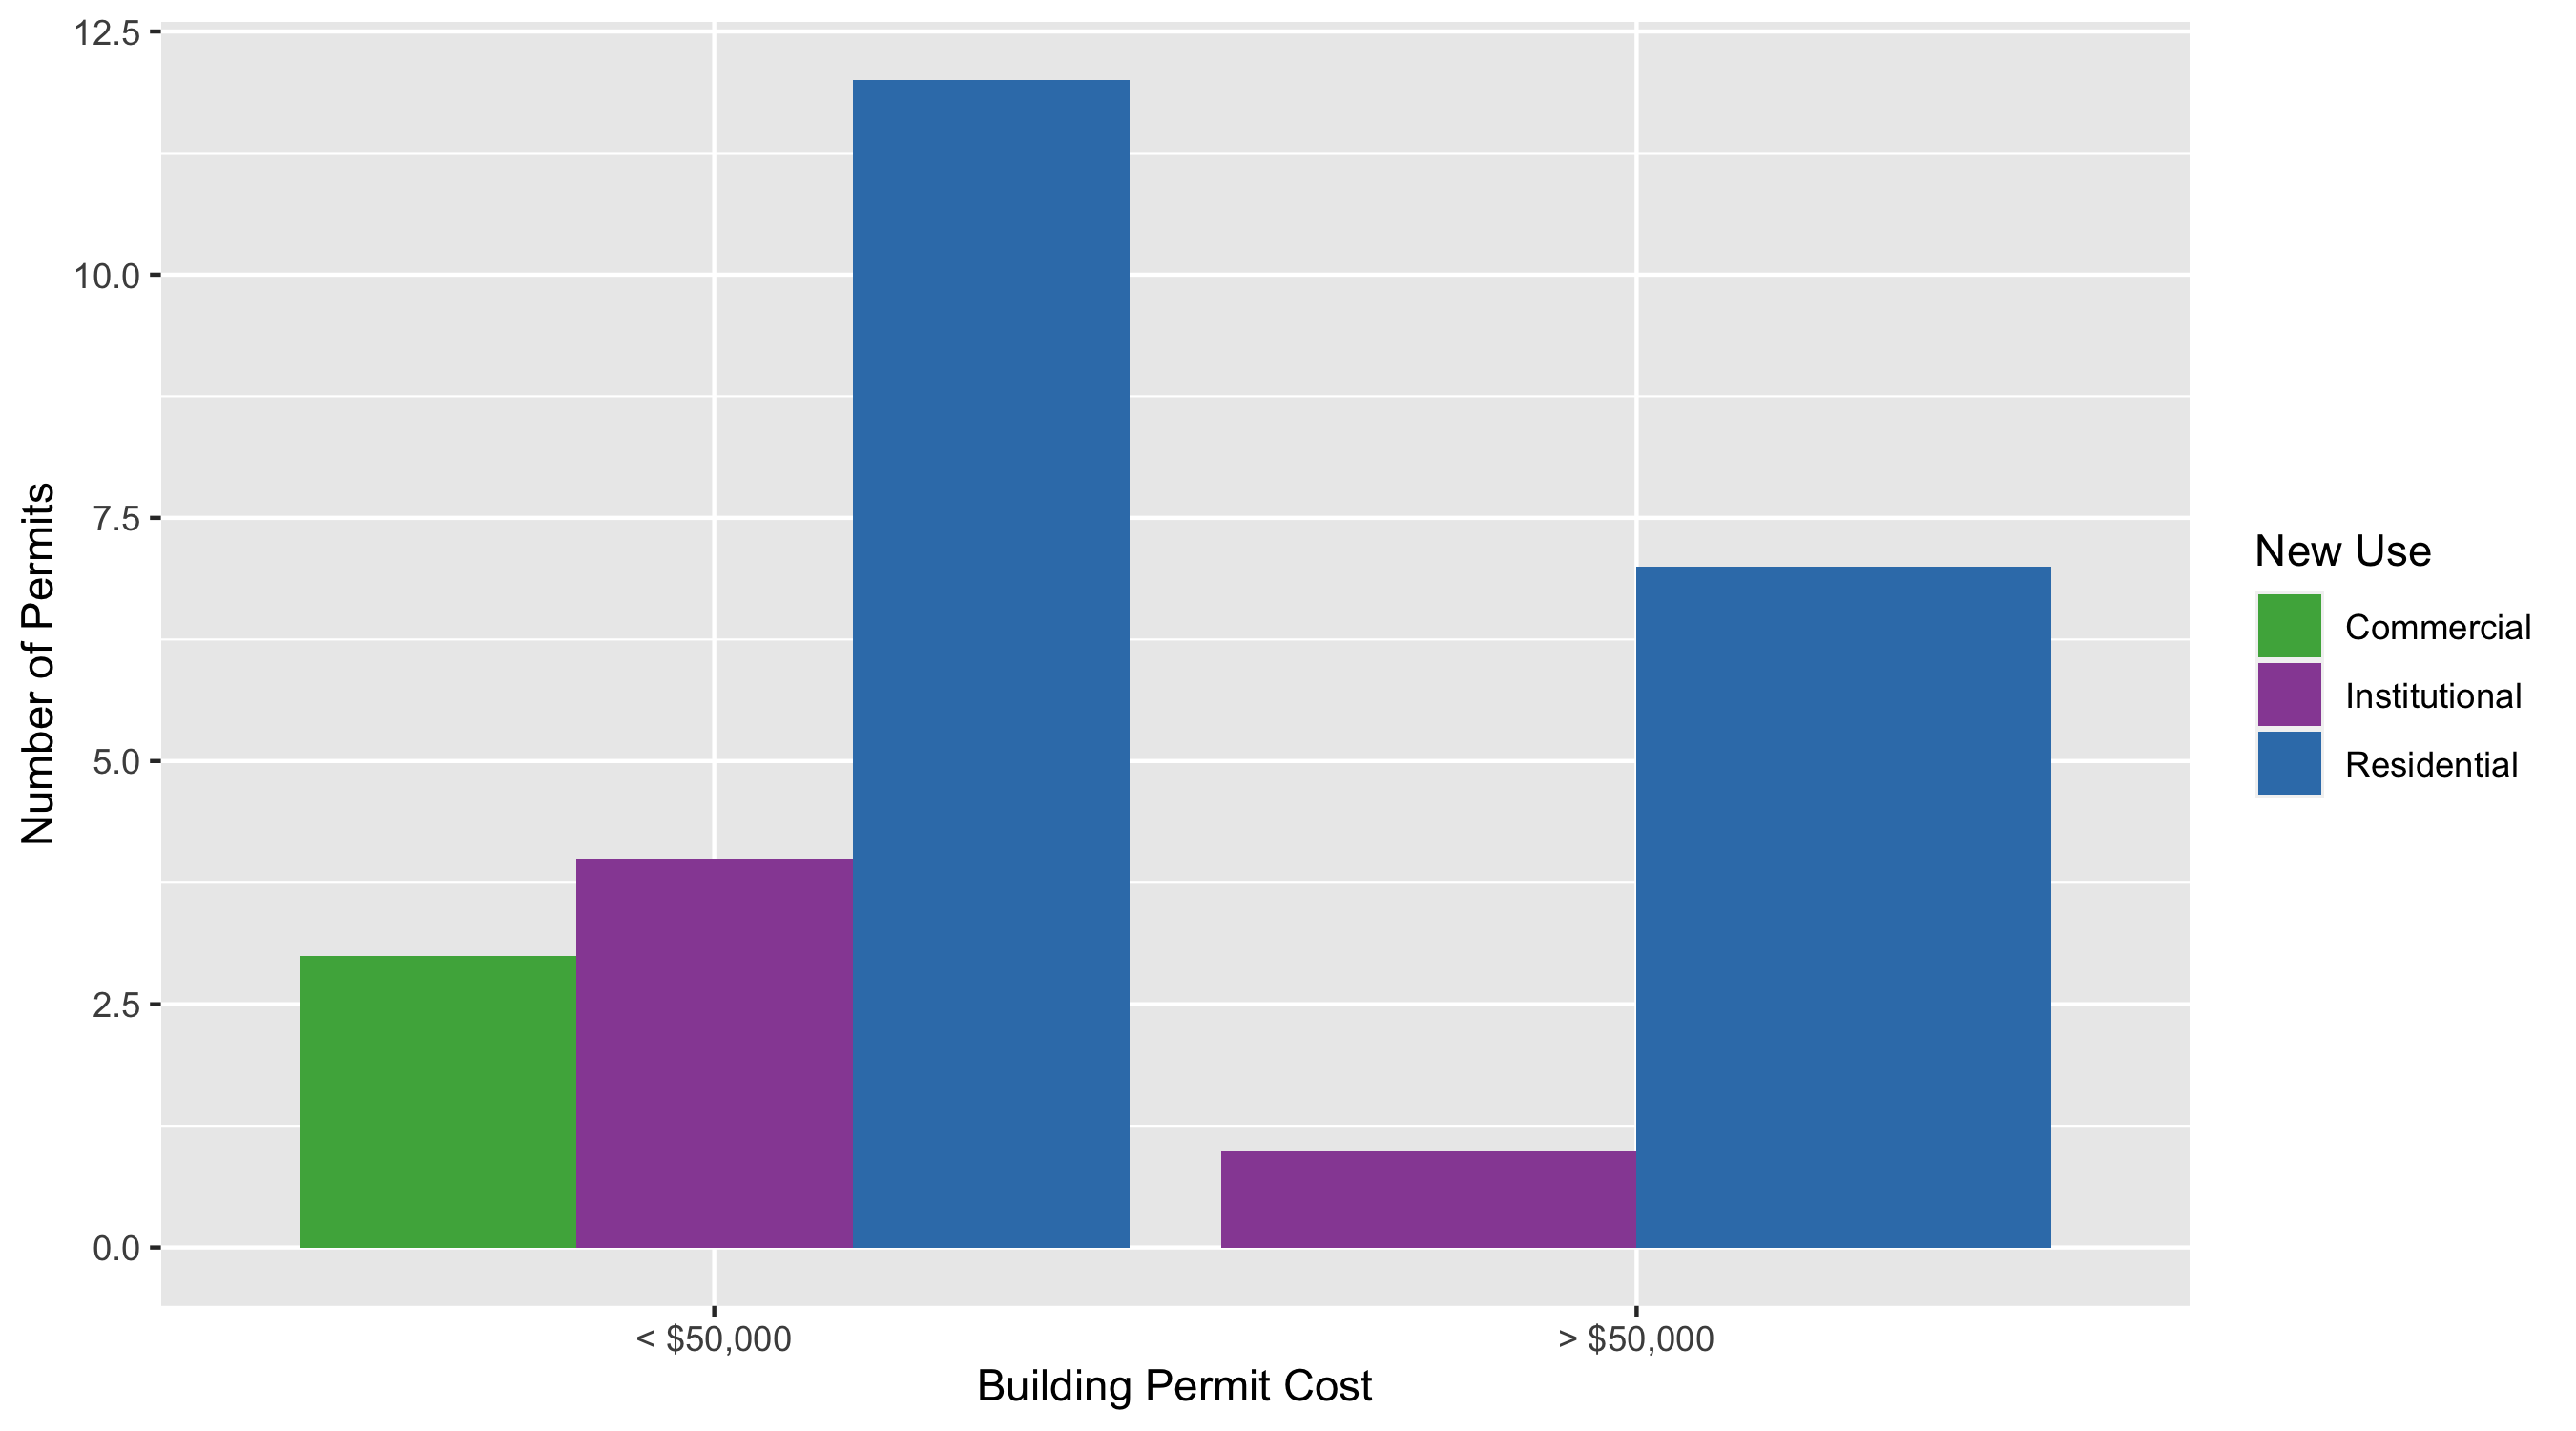 12.5
10.0
7.5
5.0
2.5
0.0
Number of Permits
< $50,000
> $50,000
Building Permit Cost
New Use
Commercial
Institutional
Residential